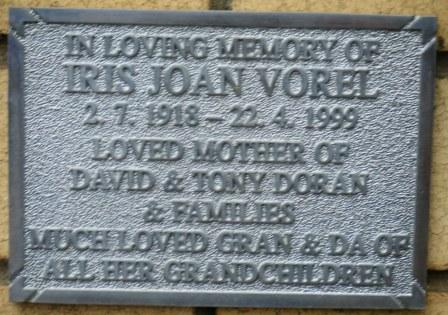 IN LOVING MEMORY OF
IRIS JOAN VOREL
2. 7. 1918 – 22. 4. 1999
LOVED MOTHER OF
DAVID & TONY DORAN
& FAMILIES
MUCH LOVED GRAN & DA OF
ALL HER GRANDCHILDREN